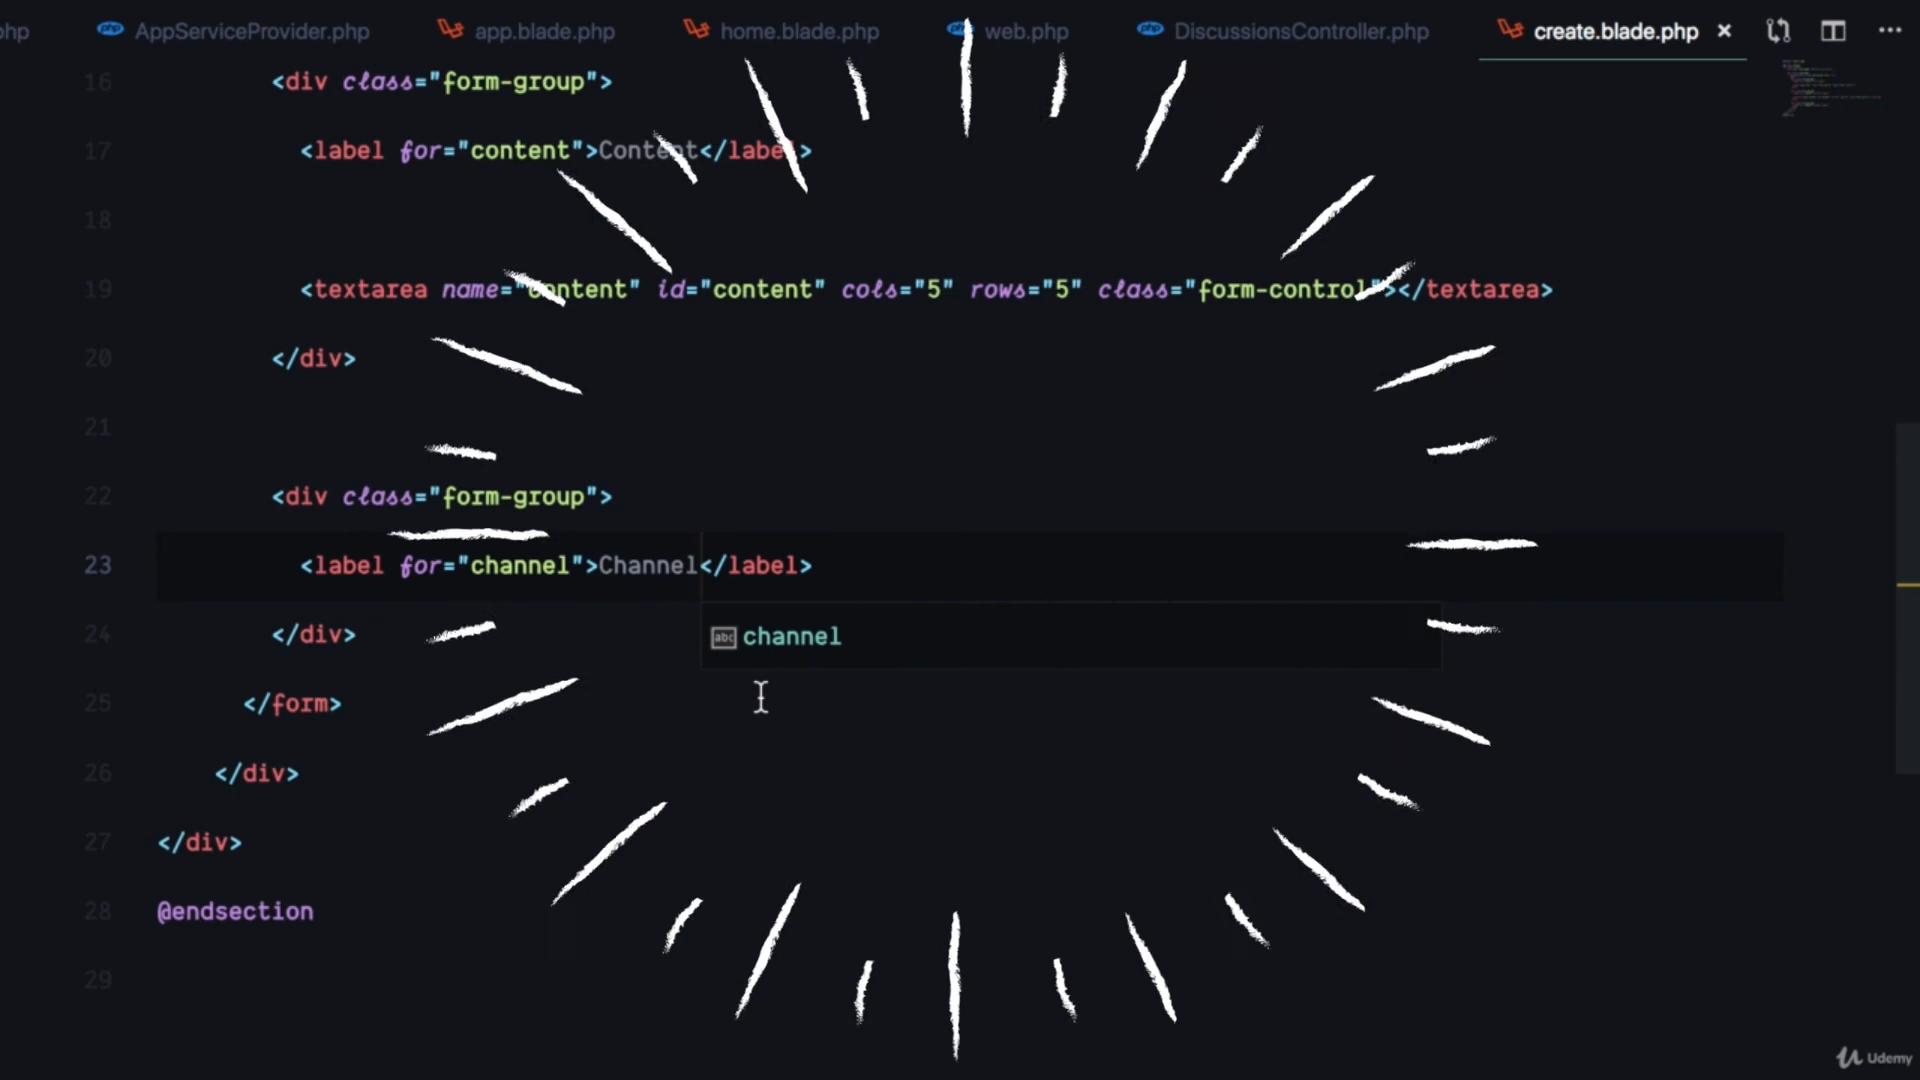 php AppServiceProvider.php app.blade.php home.blade.php php web.php DiscussionsController.php create.blade.php ×
16 <div class="form-group">
17 <label for="content">Content</label>
18
19 <textarea name="content" id="content" cols="5" rows="5" class="form-control"></textarea>
20 </div>
21
22 <div class="form-group">
23 <label for="channel">Channel</label>
abc channel
24 </div>
25 </form>
26 </div>
27 </div>
28 @endsection
29
Udemy